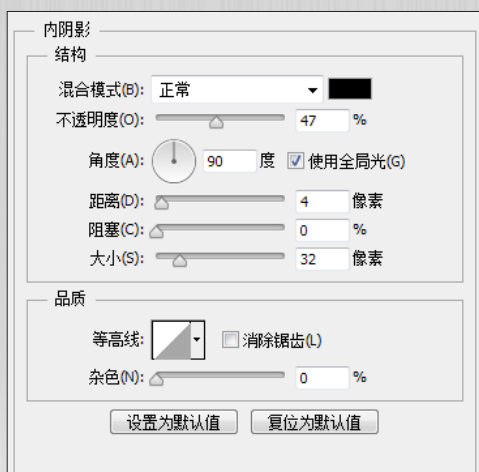 内阴影
结构
混合模式(B): 正常
不透明度(O): 47 %
角度(A): 90 度 使用全局光(G)
距离(D): 4 像素
阻塞(C): 0 %
大小(S): 32 像素
品质
等高线: 消除锯齿(L)
杂色(N): 0 %
设置为默认值 复位为默认值